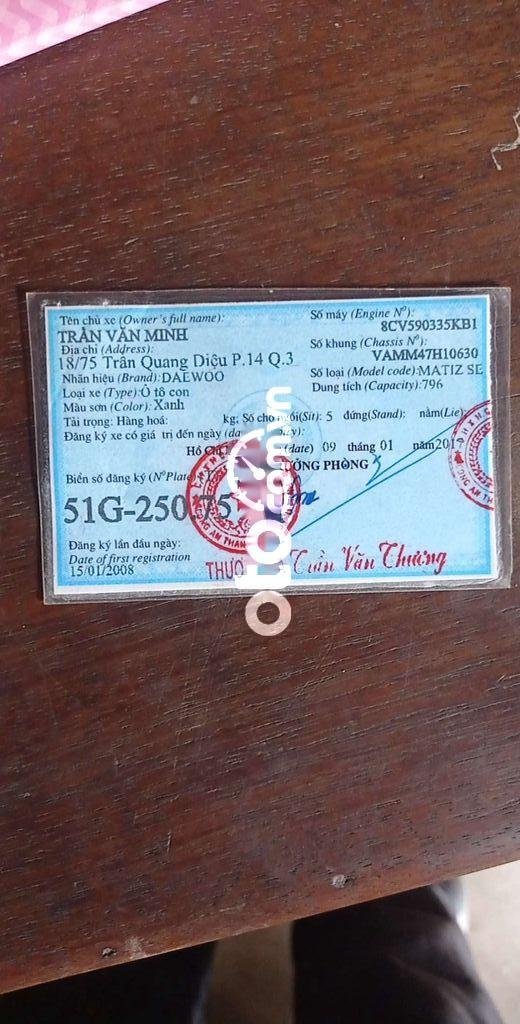 Tên chủ xe (Owner's full name):
TRẦN VĂN MINH
Địa chỉ (Address):
18/75 Trần Quang Diệu P.14 Q.3
Nhãn hiệu (Brand): DAEWOO
Loại xe (Type): Ô tô con
Màu sơn (Color): Xanh
Số máy (Engine N°):
8CV590335KB1
Số khung (Chassis N°):
VAMM47H10630
Số loại (Model code): MATIZ SE
Dung tích (Capacity): 796
Tải trọng: Hàng hoá: kg; Số chỗ ngồi(Sit): 5 đứng(Stand): nằm(Lie)
Đăng ký xe có giá trị đến ngày
Hồ (date) 09 tháng 01
PHÒNG
Biển số đăng ký (N°Plate)
51G-250
Đăng ký lần đầu ngày:
Date of first registration
15/01/2008
Văn Thương
oto.com.vn